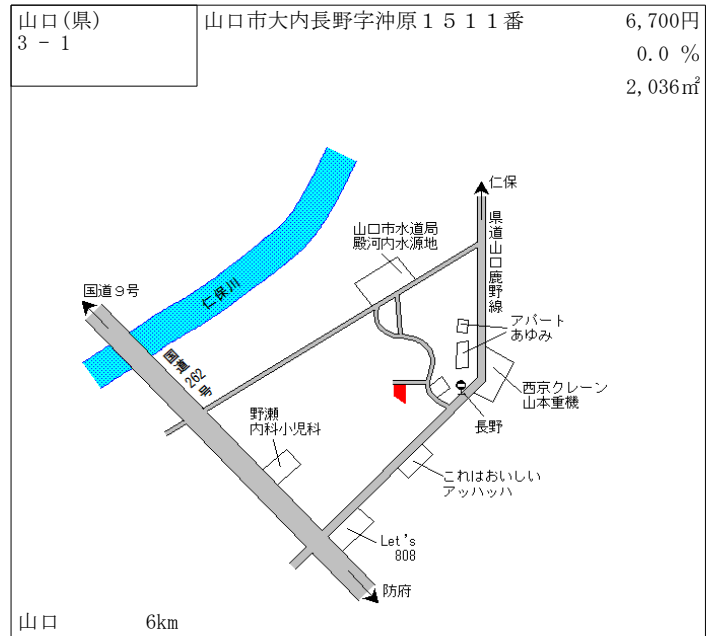 山口(県)
3 － 1
山口市大内長野字沖原１５１１番
6,700円
0.0 %
2,036㎡
仁保
県道山口鹿野線
山口市水道局
殿河内水源地
国道９号
仁保川
アパート
あゆみ
国道262号
西京クレーン
山本重機
長野
野瀬
内科小児科
これはおいしい
アッハッハ
Let's
808
防府
山口 6km